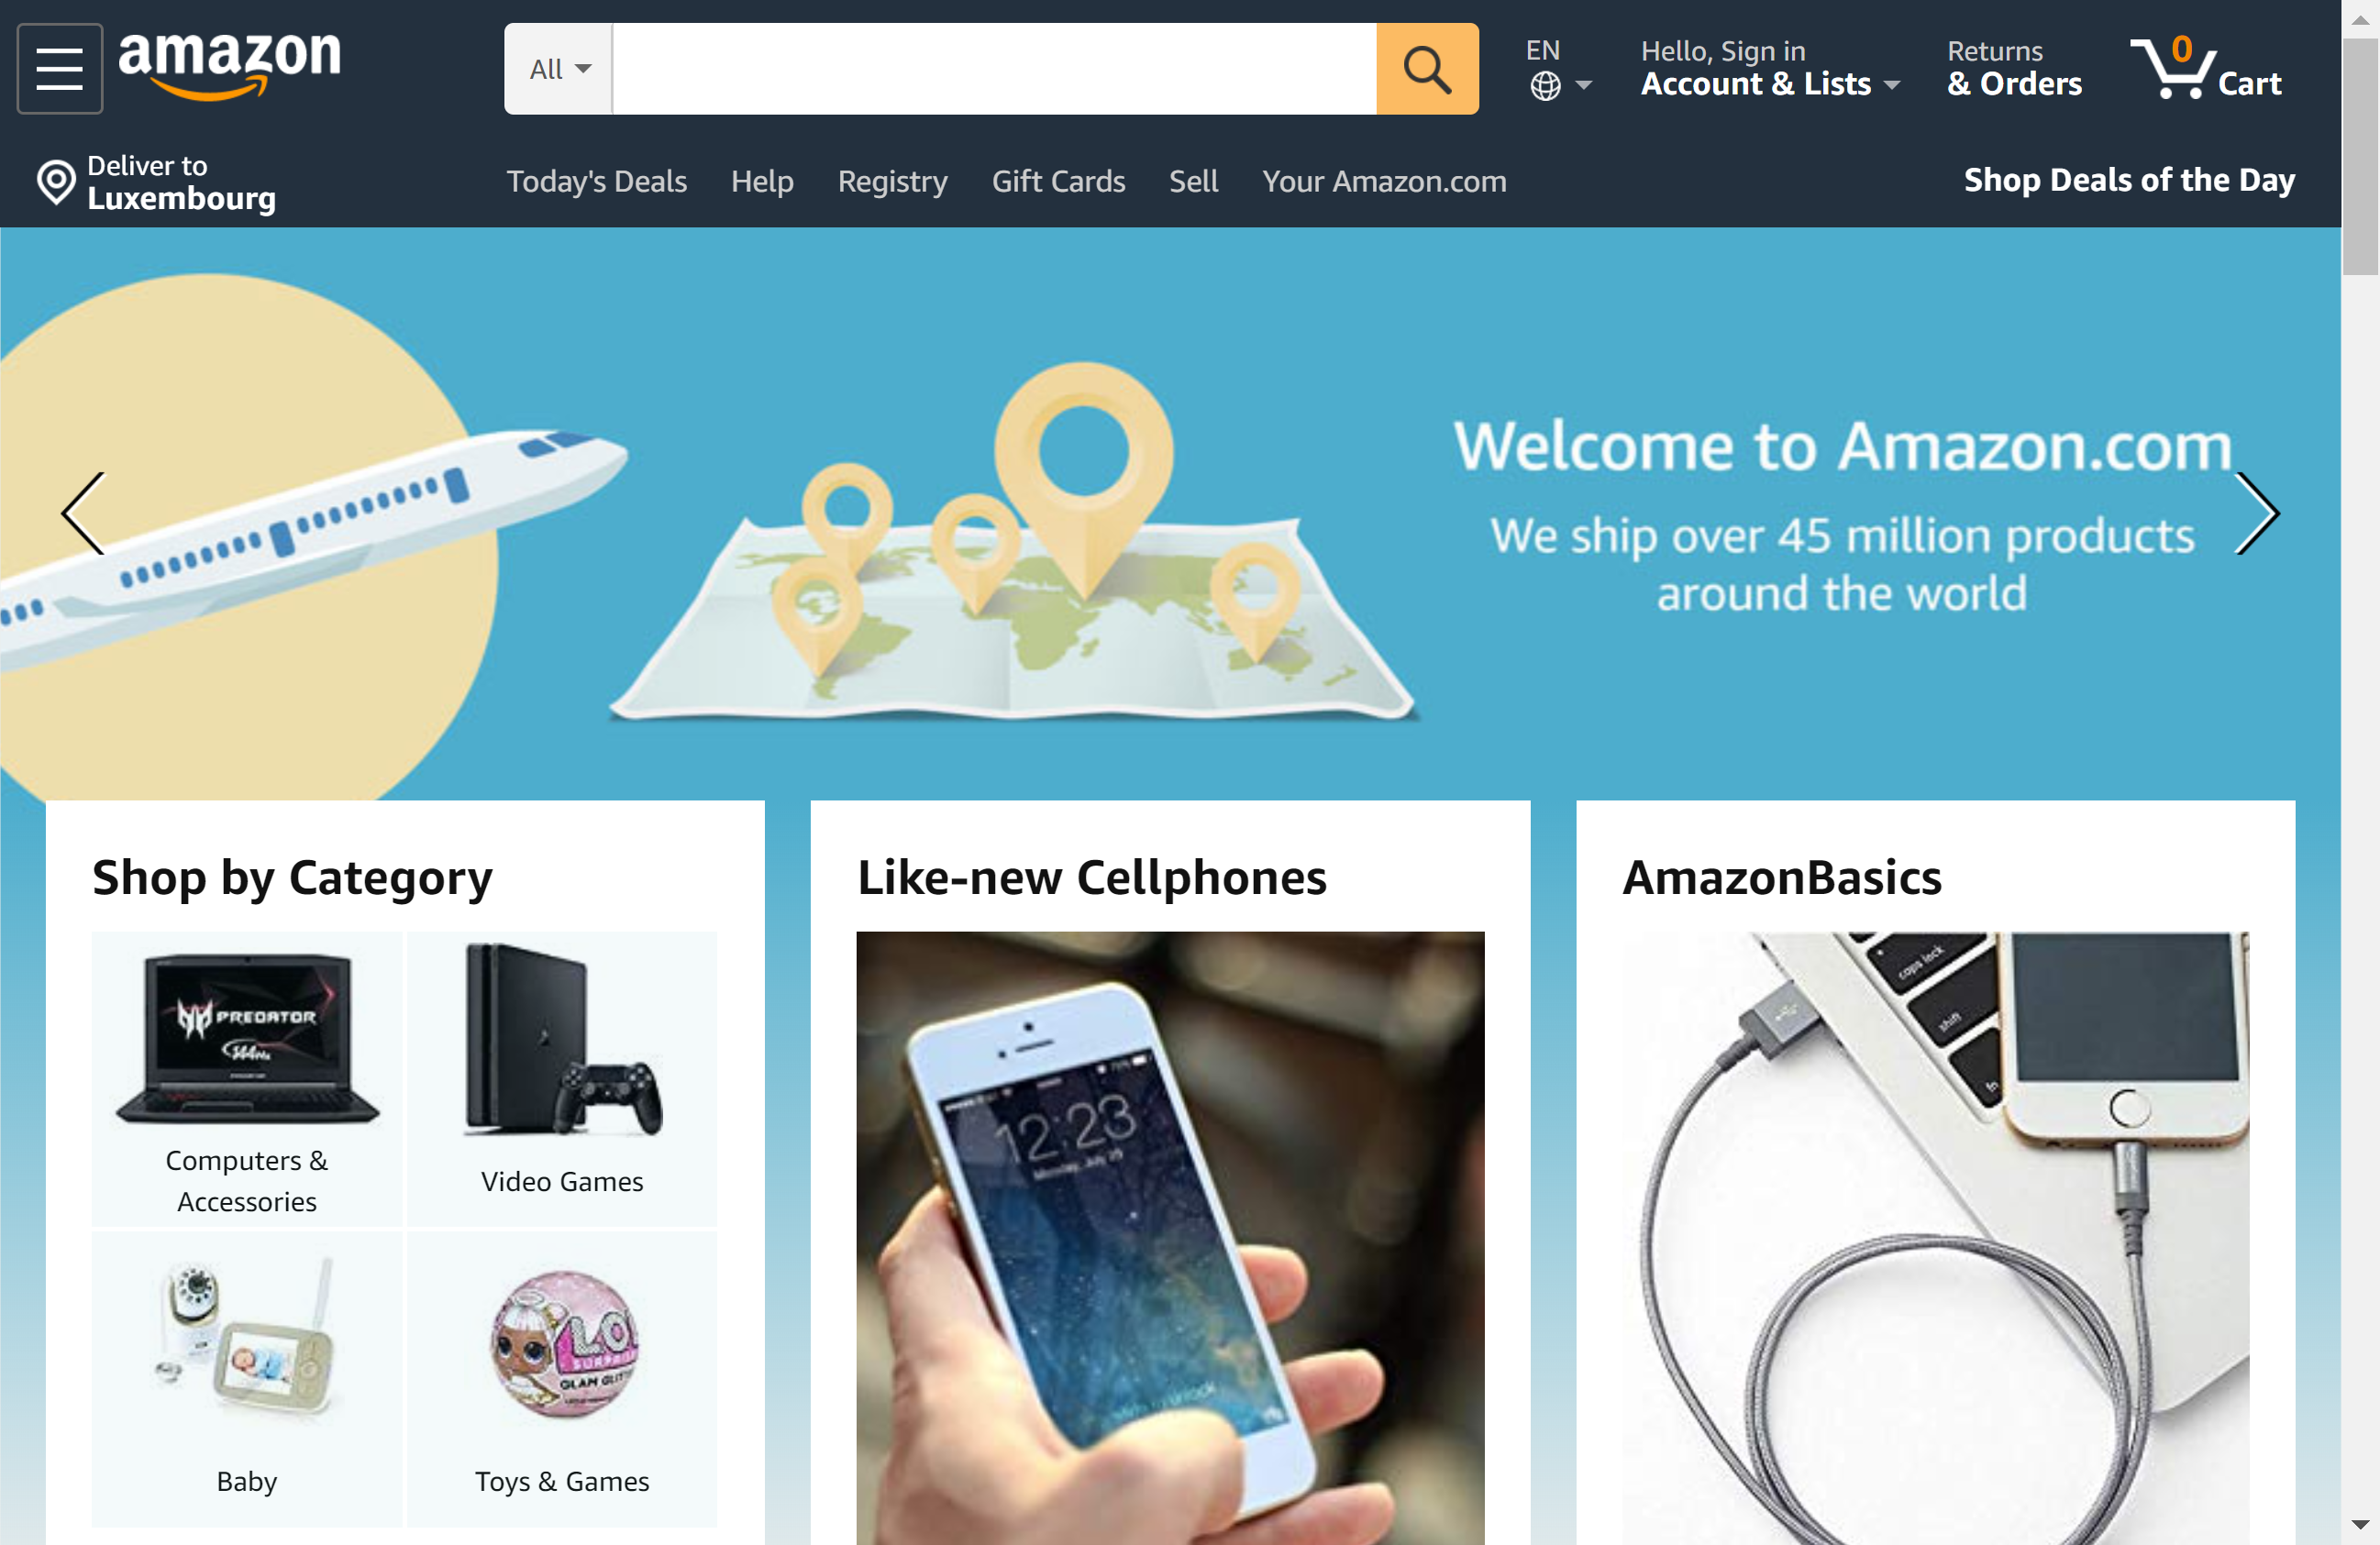 amazon
All
EN
Hello, Sign in
Account & Lists
Returns
& Orders
0
Cart
Deliver to
Luxembourg
Today's Deals
Help
Registry
Gift Cards
Sell
Your Amazon.com
Shop Deals of the Day
Welcome to Amazon.com
We ship over 45 million products
around the world
Shop by Category
PREDATOR
Computers &
Accessories
Video Games
Baby
L.O.
SURPRISE
GLAM GLIT
Toys & Games
Like-new Cellphones
12:23
AmazonBasics
caps lock
shift
fn